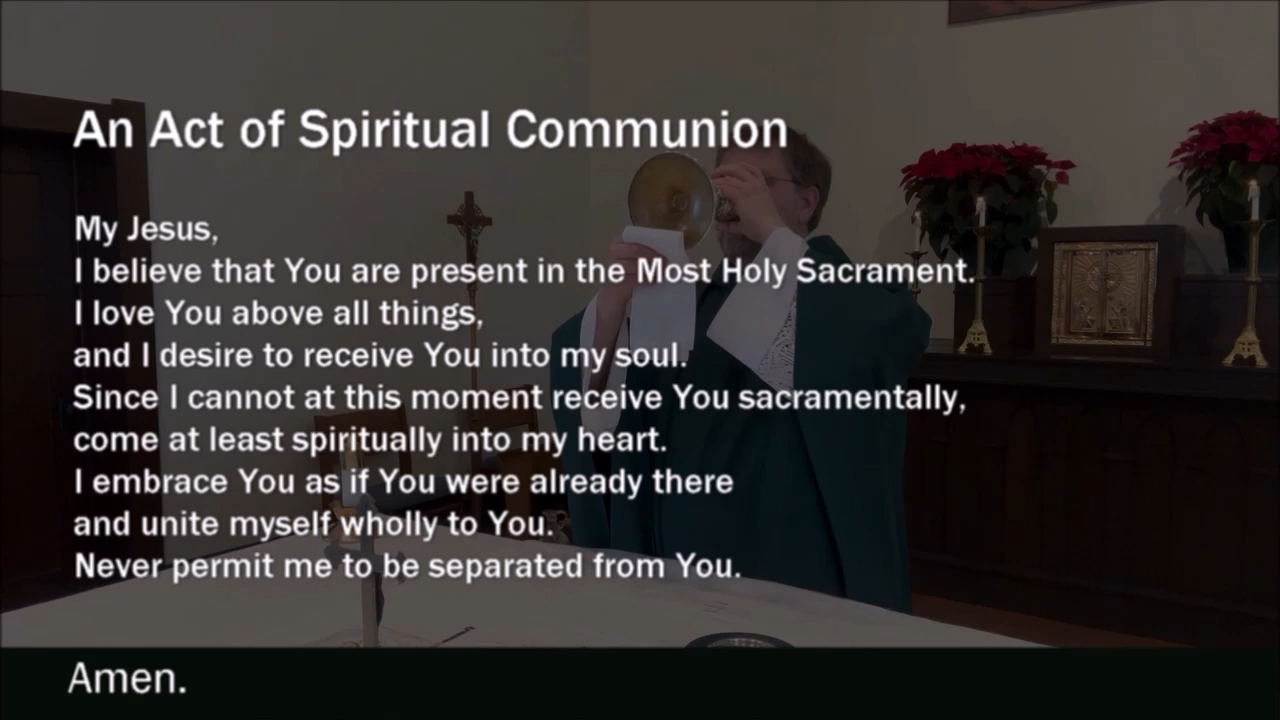 An Act of Spiritual Communion
My Jesus,
I believe that You are present in the Most Holy Sacrament.
I love You above all things,
and I desire to receive You into my soul.
Since I cannot at this moment receive You sacramentally,
come at least spiritually into my heart.
I embrace You as if You were already there
and unite myself wholly to You.
Never permit me to be separated from You.
Amen.